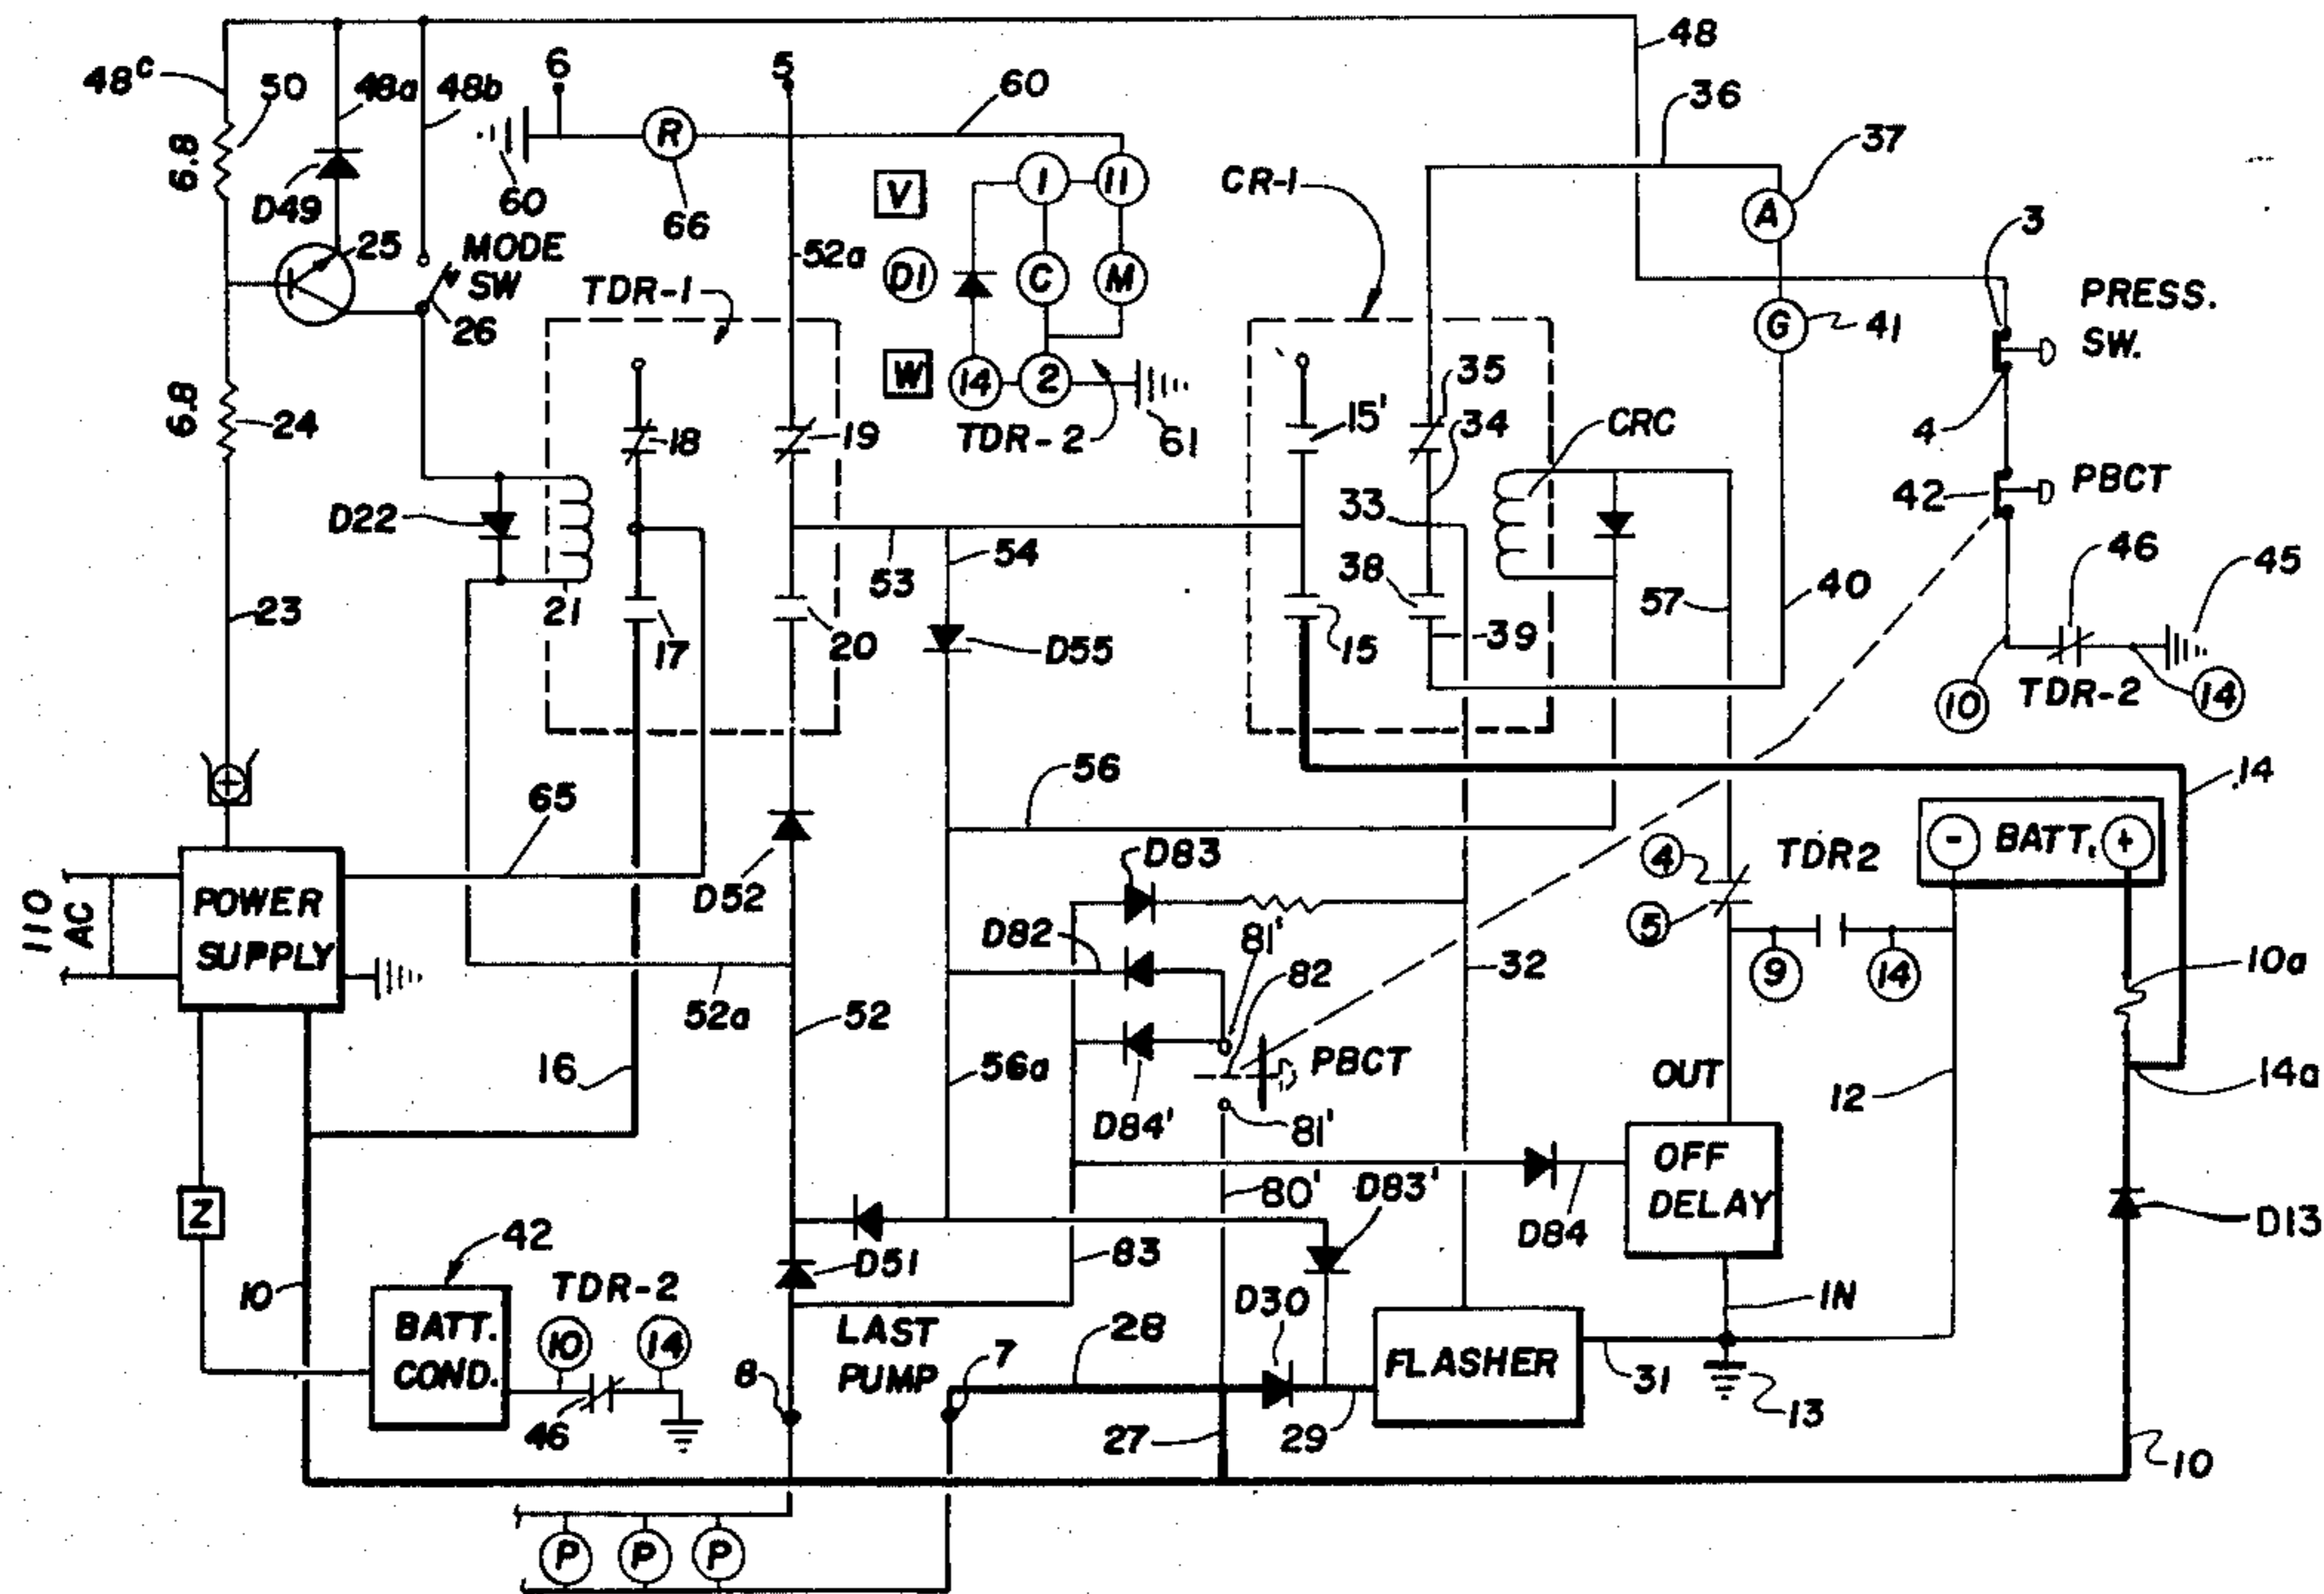 48
36
48c
50
48a
48b
6
5
60
37
6.8
R
1
11
V
CR-1
A
3
D49
60
66
25
MODE
SW
52a
D1
C
M
PRESS.
SW.
TDR-1
G
41
26
6.8
24
W
14
2
35
18
19
TDR-2
61
15'
34
CRC
4
D22
42
PBCT
33
54
46
45
53
38
23
21
17
20
D55
57
40
15
39
10
TDR-2
14
56
14
65
D83
4
TDR2
-
BATT.
+
+
D52
110
AC
POWER
SUPPLY
D82
81'
82
5
32
9
14
10a
52a
52
16
56a
PBCT
OUT
12
14a
D84'
81'
OFF
DELAY
Z
42
80'
D83'
D84
D13
10
TDR-2
D51
83
IN
D30
BATT.
COND.
10
14
LAST
PUMP
28
7
FLASHER
8
31
13
46
27
29
10
P
P
P